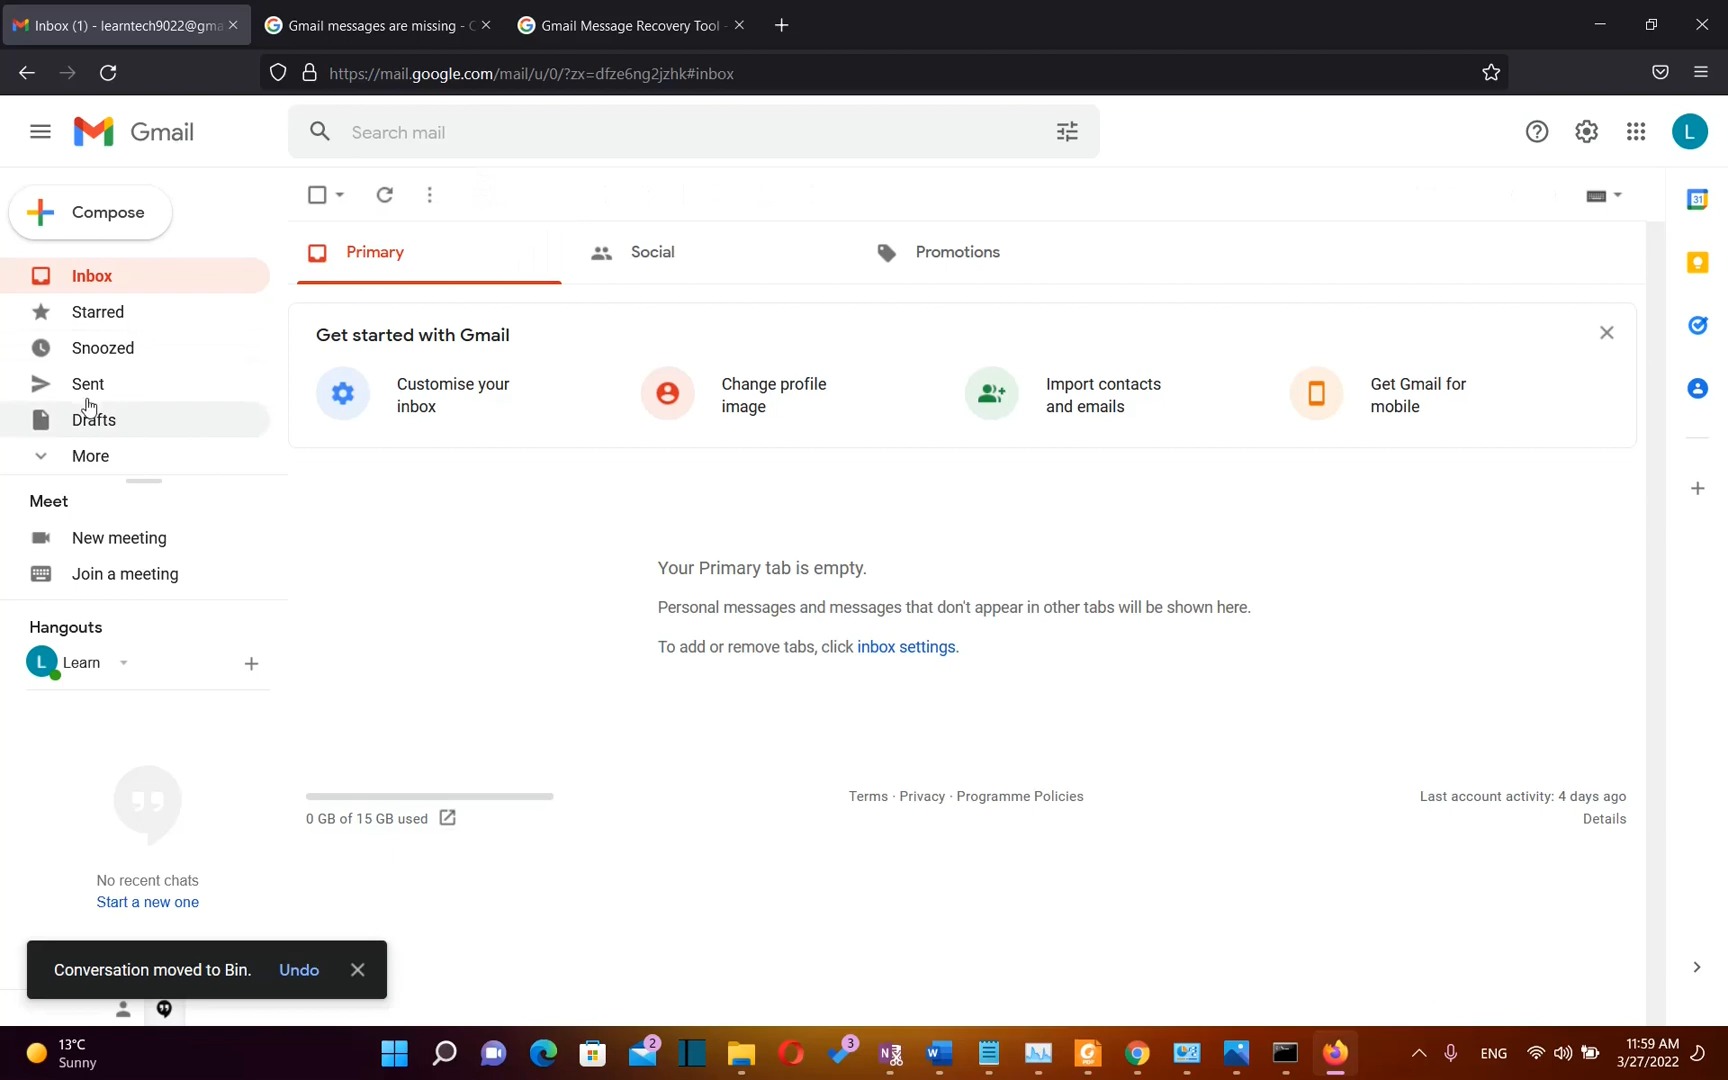 Inbox (1) - learntech9022@gma
Gmail messages are missing - C
Gmail Message Recovery Tool -
https://mail.google.com/mail/u/0/?zx=dfze6ng2jzhk#inbox
Gmail
Search mail
L
Compose
31
Primary
Social
Promotions
Inbox
Starred
Snoozed
Sent
Drafts
More
Get started with Gmail
Customise your
inbox
Change profile
image
Import contacts
and emails
Get Gmail for
mobile
Meet
New meeting
Join a meeting
Your Primary tab is empty.
Personal messages and messages that don't appear in other tabs will be shown here.
To add or remove tabs, click inbox settings.
Hangouts
L Learn
No recent chats
Start a new one
0 GB of 15 GB used
Terms · Privacy · Programme Policies
Last account activity: 4 days ago
Details
Conversation moved to Bin. Undo
13°C
Sunny
2
3
ENG
11:59 AM
3/27/2022